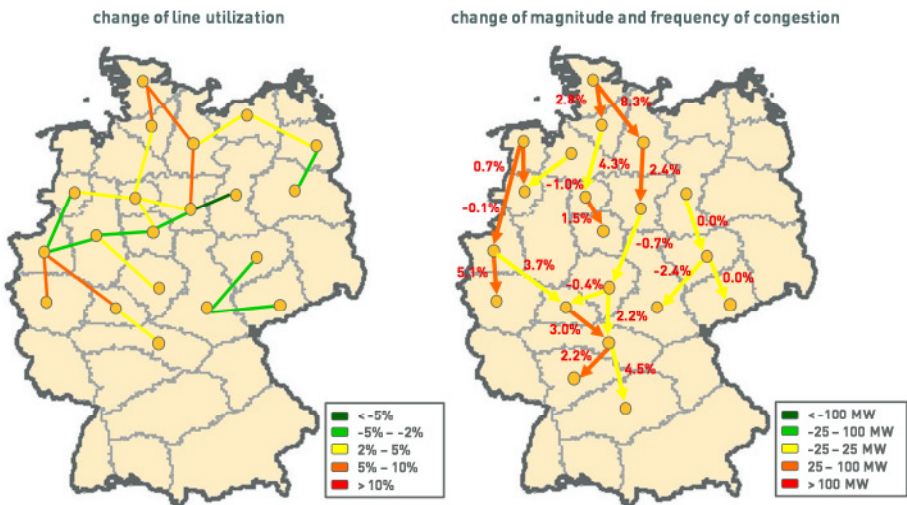 change of line utilization
change of magnitude and frequency of congestion
< -5%
-5% – -2%
2% – 5%
5% – 10%
> 10%
2.8%
8.3%
0.7%
4.3%
2.4%
-1.0%
-0.1%
1.5%
0.0%
-0.7%
5.1%
3.7%
-2.4%
0.0%
-0.4%
3.0%
2.2%
2.2%
4.5%
< -100 MW
-25 – 100 MW
-25 – 25 MW
25 – 100 MW
> 100 MW